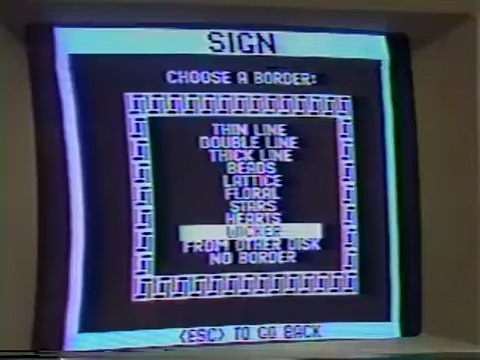 SIGN
CHOOSE A BORDER:
THIN LINE
DOUBLE LINE
THICK LINE
BEADS
LATTICE
FLORAL
STARS
HEARTS
WICKER
FROM OTHER DISK
NO BORDER
<ESC> TO GO BACK